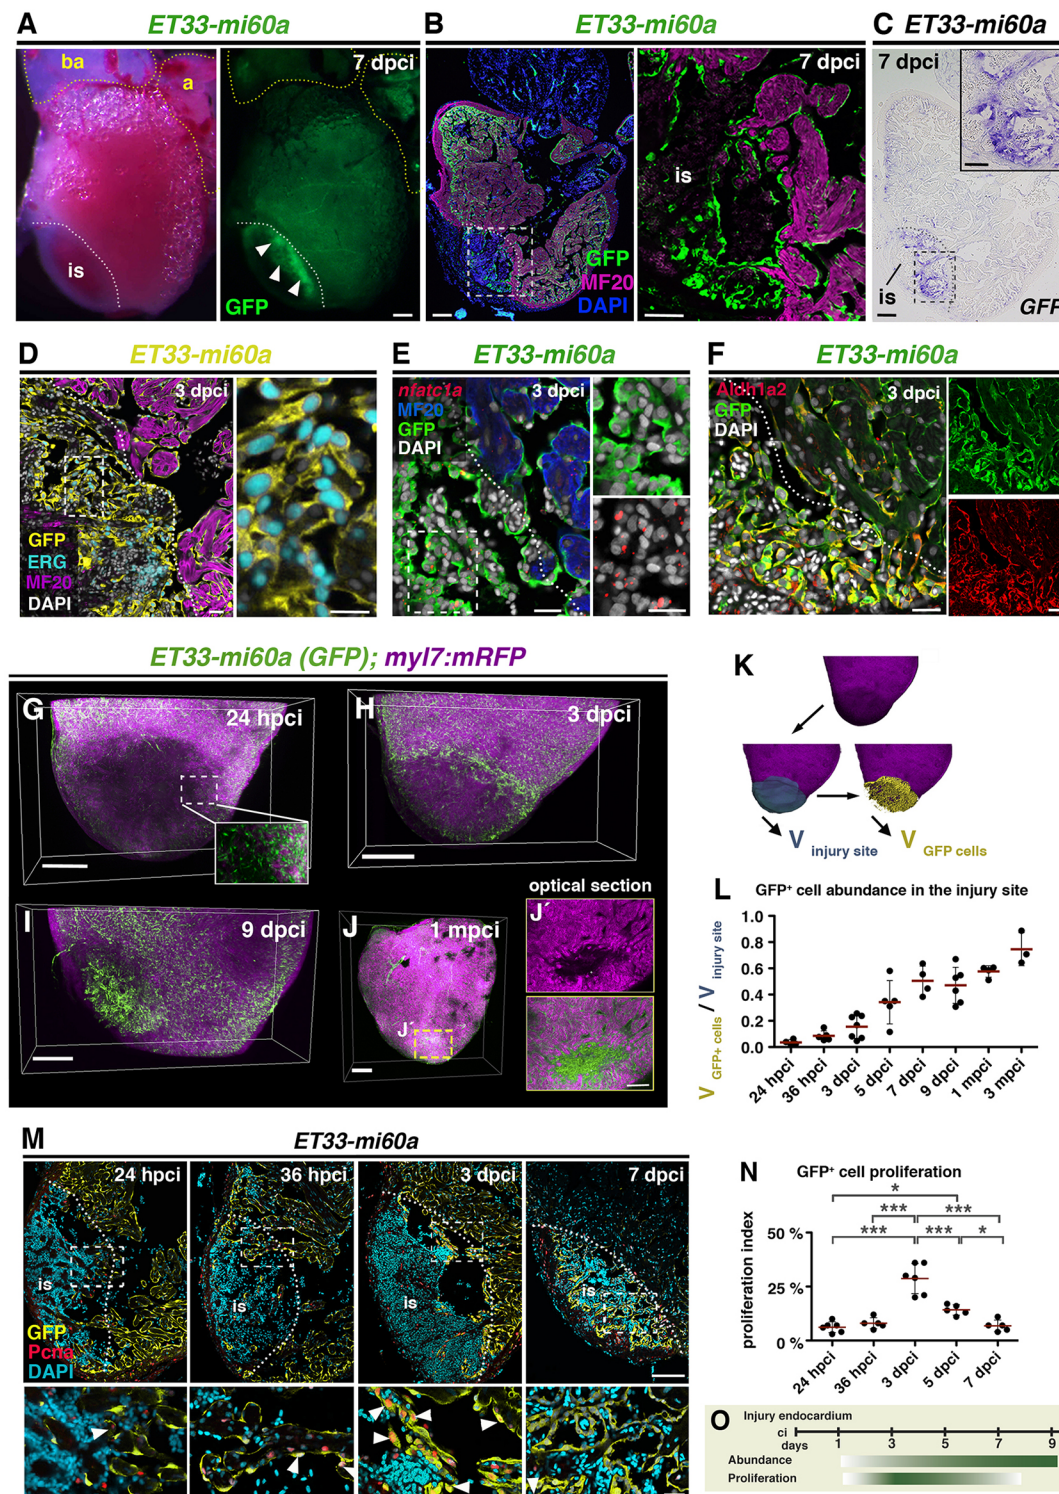 A
ET33-mi60a
ba
a
7 dpci
is
GFP
B
ET33-mi60a
7 dpci
is
GFP
MF20
DAPI
C
ET33-mi60a
7 dpci
is
GFP
D
ET33-mi60a
3 dpci
GFP
ERG
MF20
DAPI
E
ET33-mi60a
nfatc1a
3 dpci
MF20
GFP
DAPI
F
ET33-mi60a
Aldh1a2
3 dpci
GFP
DAPI
ET33-mi60a (GFP); myl7:mRFP
G
24 hpci
H
3 dpci
I
9 dpci
J
1 mpci
J´
optical section
J´
K
V injury site
V GFP cells
L
GFP+ cell abundance in the injury site
V GFP+ cells / V injury site
1.0
0.8
0.6
0.4
0.2
0.0
24 hpci
36 hpci
3 dpci
5 dpci
7 dpci
9 dpci
1 mpci
3 mpci
M
ET33-mi60a
24 hpci
36 hpci
3 dpci
7 dpci
is
is
is
is
GFP
Pcna
DAPI
N
GFP+ cell proliferation
*
*** ***
*** *** *
proliferation index
50 %
25 %
0 %
24 hpci
36 hpci
3 dpci
5 dpci
7 dpci
O
Injury endocardium
ci
days 1 3 5 7 9
Abundance
Proliferation